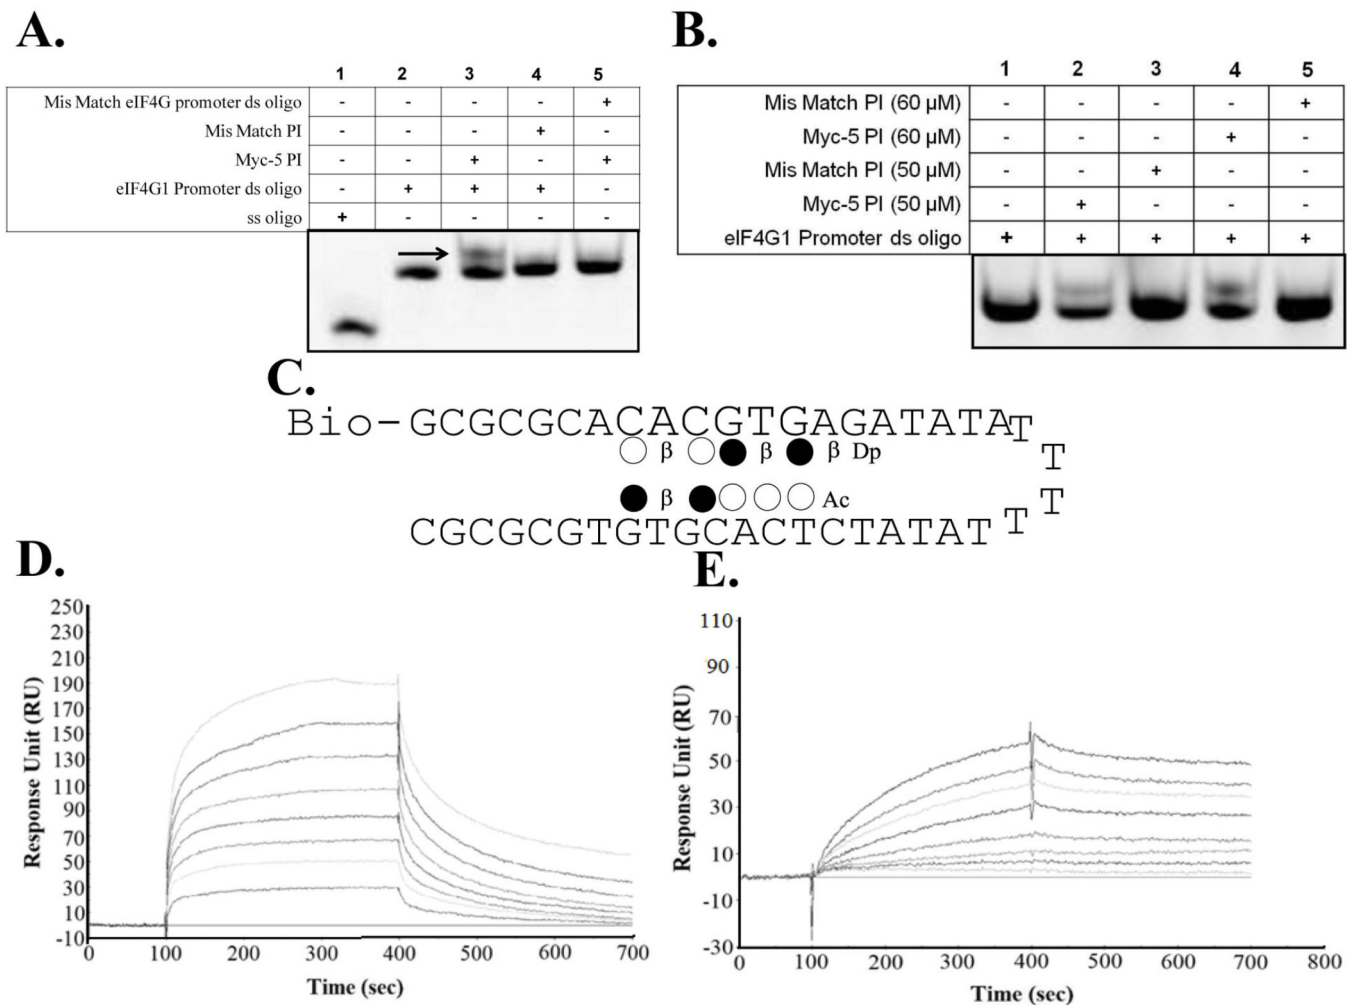 A.
1 2 3 4 5
Mis Match eIF4G promoter ds oligo - - - - +
Mis Match PI - - - + -
Myc-5 PI - - + - +
eIF4G1 Promoter ds oligo - + + + -
ss oligo + - - - -
B.
1 2 3 4 5
Mis Match PI (60 µM) - - - - +
Myc-5 PI (60 µM) - - - + -
Mis Match PI (50 µM) - - + - -
Myc-5 PI (50 µM) - + - - -
eIF4G1 Promoter ds oligo + + + + +
C.
Bio-GCGCGCACACGTGAGATATAT
T
β β β Dp
β Ac
T
CGCGCGTGTGCACTCTATAT T
D.
Response Unit (RU)
250
230
210
190
170
150
130
110
90
70
50
30
10
-10
0 100 200 300 400 500 600 700
Time (sec)
E.
Response Unit (RU)
110
90
70
50
30
10
-10
-30
0 100 200 300 400 500 600 700 800
Time (sec)